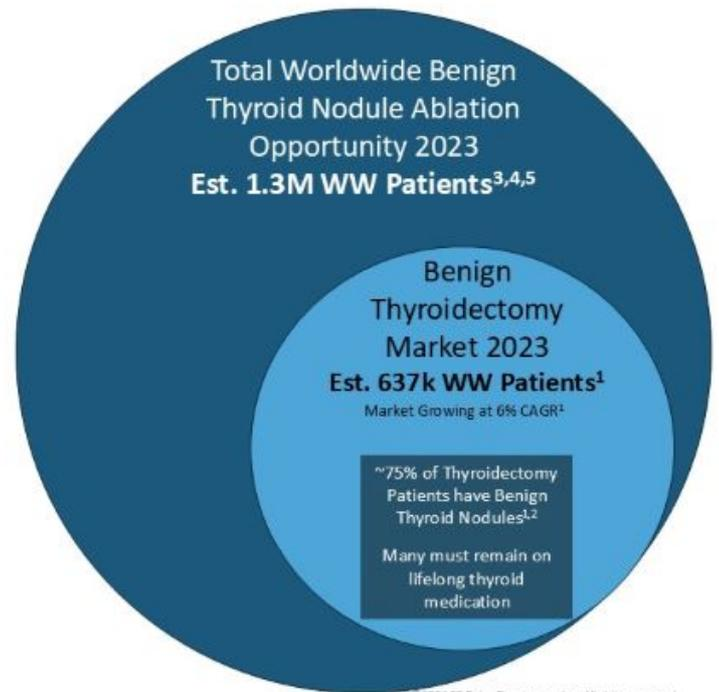 Total Worldwide Benign
Thyroid Nodule Ablation
Opportunity 2023
Est. 1.3M WW Patients³,⁴,⁵
Benign
Thyroidectomy
Market 2023
Est. 637k WW Patients¹
Market Growing at 6% CAGR¹
~75% of Thyroidectomy
Patients have Benign
Thyroid Nodules¹,²
Many must remain on
lifelong thyroid
medication